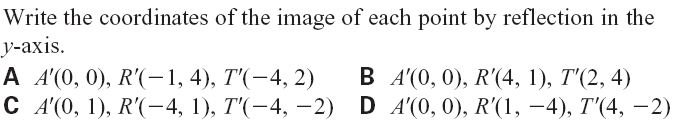 Write the coordinates of the image of each point by reflection in the
y-axis.
A A′(0, 0), R′(−1, 4), T′(−4, 2) B A′(0, 0), R′(4, 1), T′(2, 4)
C A′(0, 1), R′(−4, 1), T′(−4, −2) D A′(0, 0), R′(1, −4), T′(4, −2)